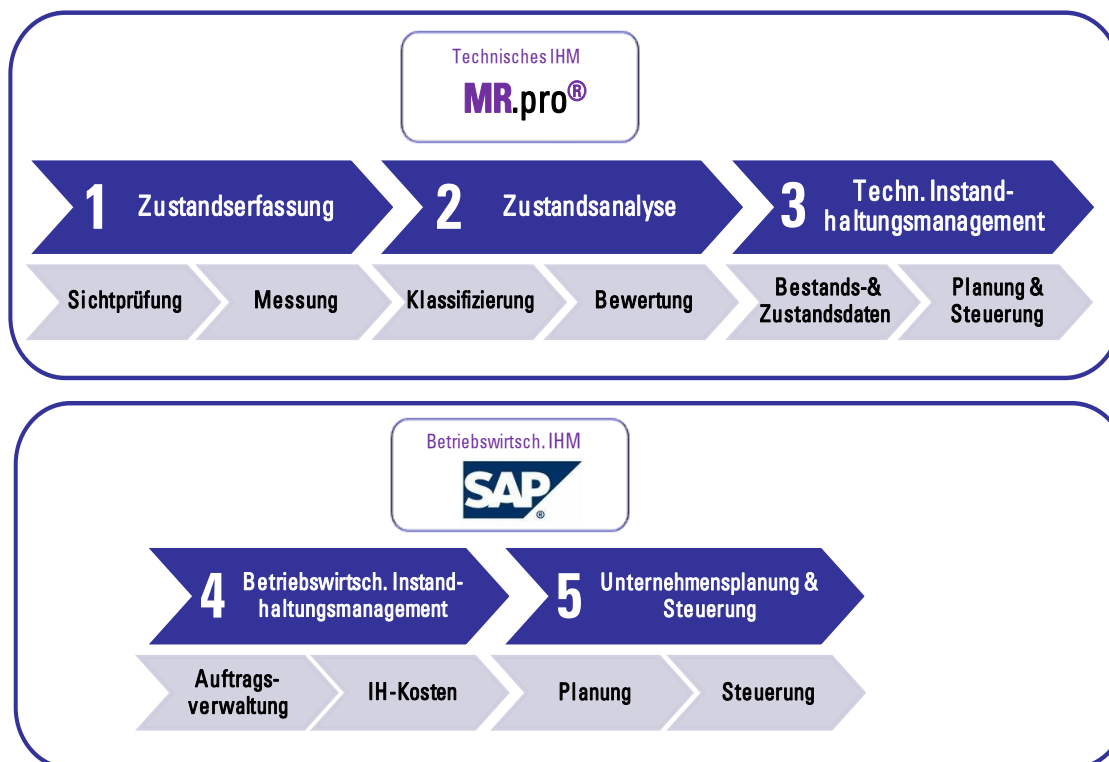 Technisches IHM
MR.pro®
1
Zustandserfassung
2
Zustandsanalyse
3
Techn. Instand-
haltungsmanagement
Sichtprüfung
Messung
Klassifizierung
Bewertung
Bestands-&
Zustandsdaten
Planung &
Steuerung
Betriebswirtsch. IHM
SAP®
4
Betriebswirtsch. Instand-
haltungsmanagement
5
Unternehmensplanung &
Steuerung
Auftrags-
verwaltung
IH-Kosten
Planung
Steuerung